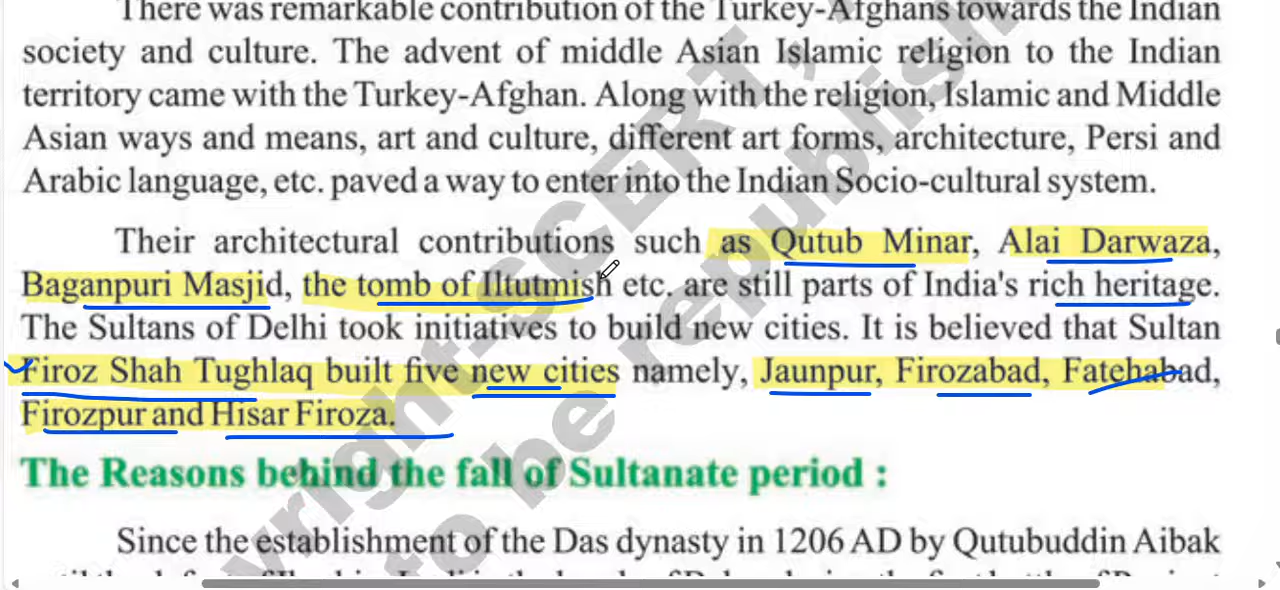 There was remarkable contribution of the Turkey-Afghans towards the Indian
society and culture. The advent of middle Asian Islamic religion to the Indian
territory came with the Turkey-Afghan. Along with the religion, Islamic and Middle
Asian ways and means, art and culture, different art forms, architecture, Persi and
Arabic language, etc. paved a way to enter into the Indian Socio-cultural system.
Their architectural contributions such as Qutub Minar, Alai Darwaza,
Baganpuri Masjid, the tomb of Iltutmish etc. are still parts of India's rich heritage.
The Sultans of Delhi took initiatives to build new cities. It is believed that Sultan
Firoz Shah Tughlaq built five new cities namely, Jaunpur, Firozabad, Fatehabad,
Firozpur and Hisar Firoza.
The Reasons behind the fall of Sultanate period :
Since the establishment of the Das dynasty in 1206 AD by Qutubuddin Aibak